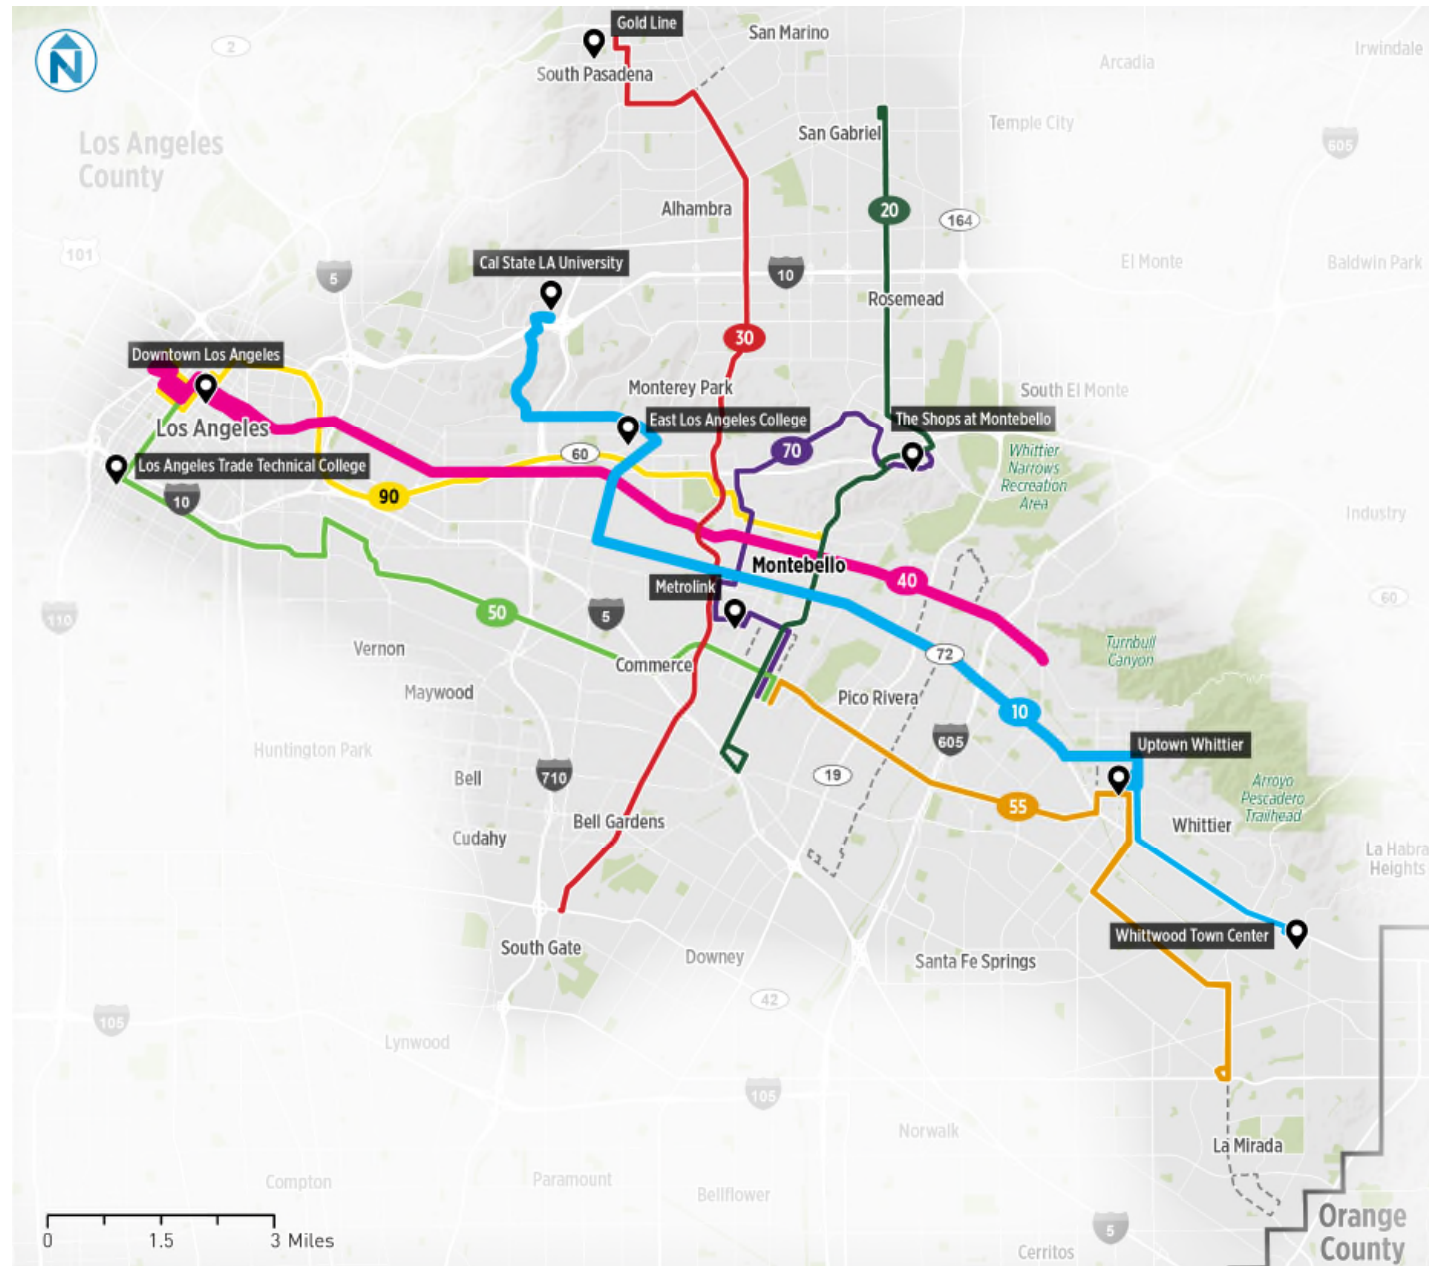 Gold Line
San Marino
N
2
Irwindale
South Pasadena
Arcadia
Los Angeles
County
San Gabriel
Temple City
605
Alhambra
20
164
101
Cal State LA University
5
10
El Monte
Baldwin Park
Rosemead
30
Downtown Los Angeles
Monterey Park
South El Monte
East Los Angeles College
The Shops at Montebello
Los Angeles
70
60
Whittier
Narrows
Recreation
Area
Los Angeles Trade Technical College
10
90
Industry
Montebello
40
Metrolink
60
50
5
110
Vernon
Commerce
72
Turnbull
Canyon
Maywood
Pico Rivera
10
Huntington Park
605
Uptown Whittier
Bell
710
19
Arroyo
Pescadero
Trailhead
55
Bell Gardens
Whittier
Cudahy
La Habra
Heights
South Gate
Downey
Santa Fe Springs
Whittwood Town Center
42
105
Lynwood
105
Norwalk
La Mirada
Compton
Paramount
Bellflower
Orange
County
5
0 1.5 3 Miles
Cerritos